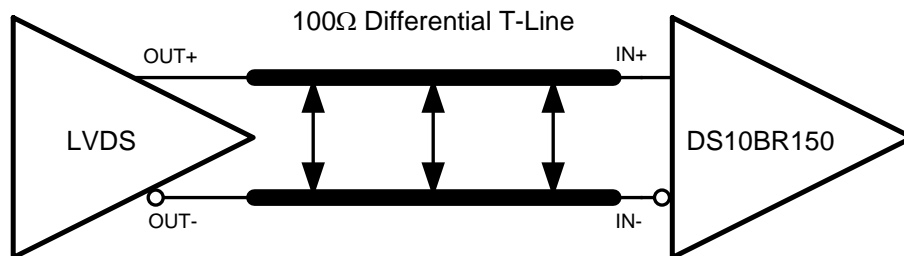 100Ω Differential T-Line
OUT+
IN+
LVDS
DS10BR150
OUT-
IN-